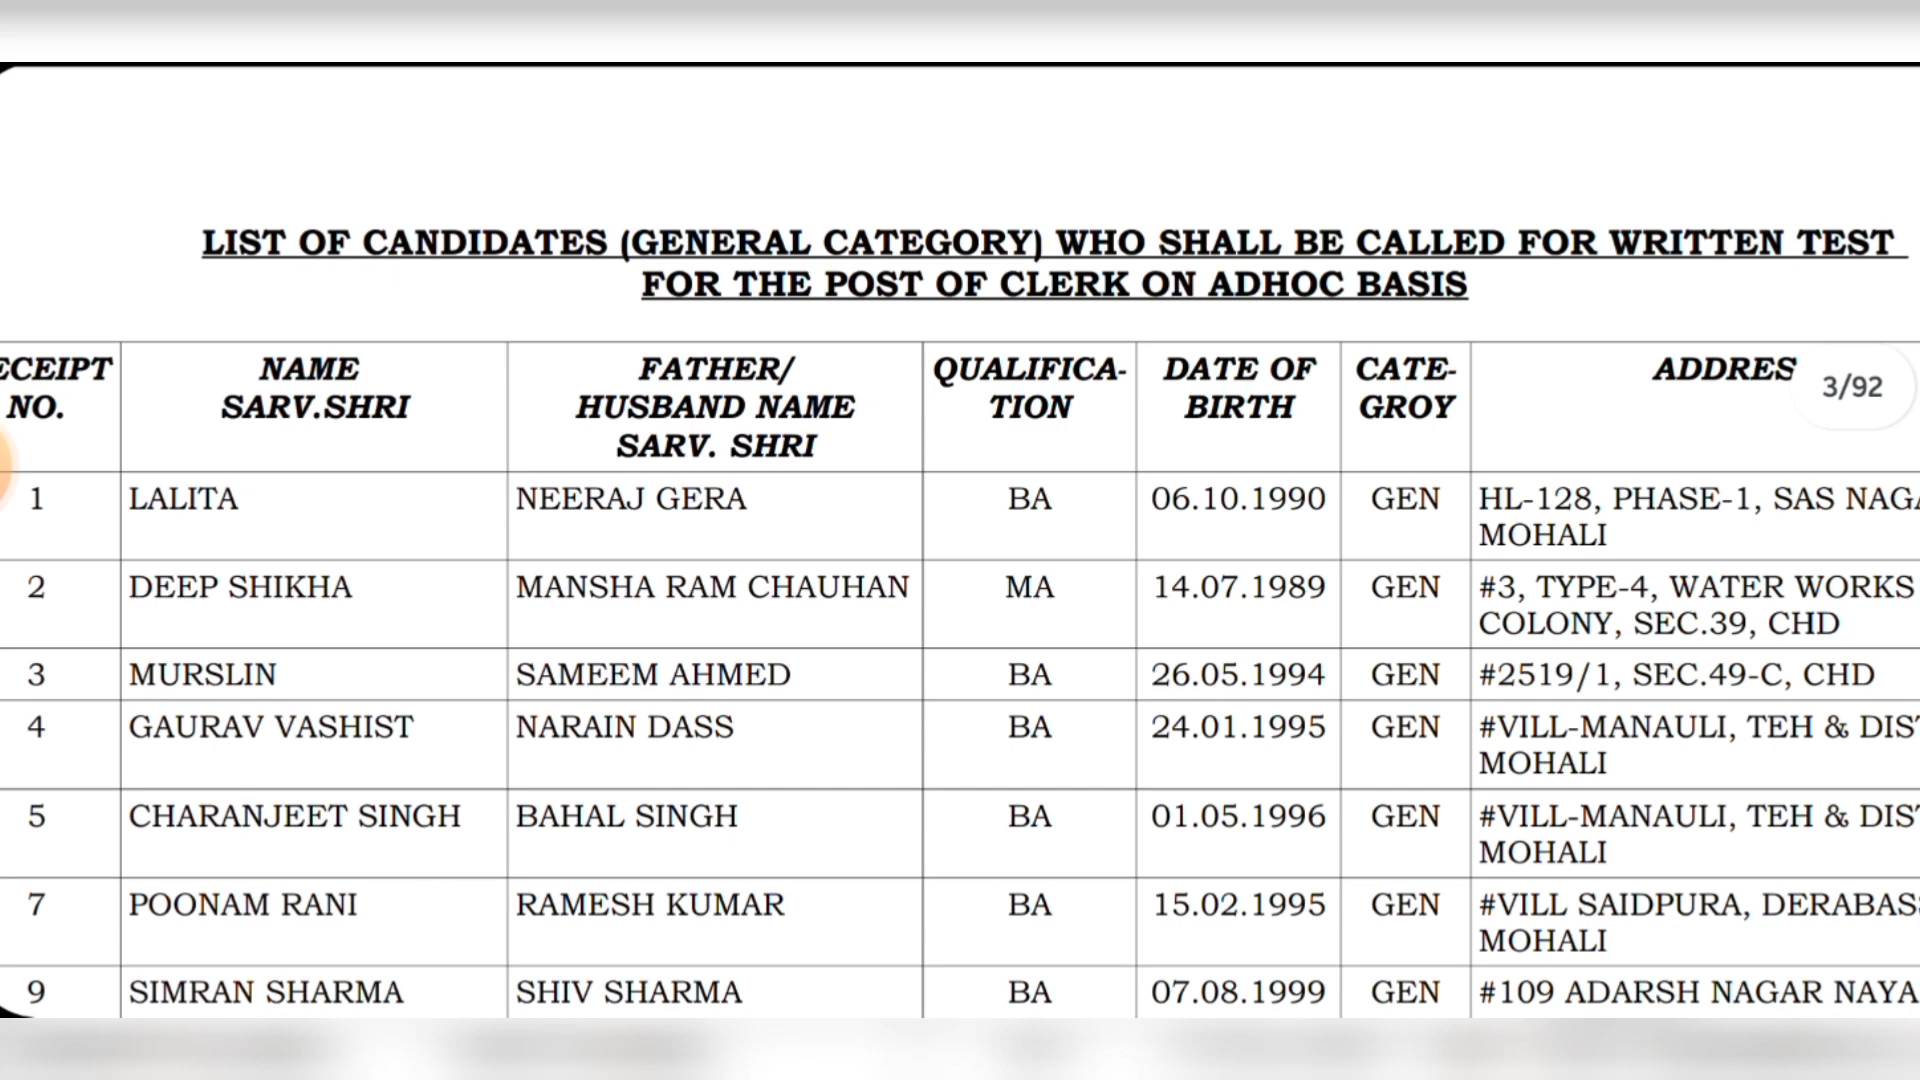 LIST OF CANDIDATES (GENERAL CATEGORY) WHO SHALL BE CALLED FOR WRITTEN TEST
FOR THE POST OF CLERK ON ADHOC BASIS
ECEIPT NO. NAME SARV.SHRI FATHER/ HUSBAND NAME SARV. SHRI QUALIFICA-TION DATE OF BIRTH CATE-GROY ADDRES
3/92
1 LALITA NEERAJ GERA BA 06.10.1990 GEN HL-128, PHASE-1, SAS NAGA
MOHALI
2 DEEP SHIKHA MANSHA RAM CHAUHAN MA 14.07.1989 GEN #3, TYPE-4, WATER WORKS
COLONY, SEC.39, CHD
3 MURSLIN SAMEEM AHMED BA 26.05.1994 GEN #2519/1, SEC.49-C, CHD
4 GAURAV VASHIST NARAIN DASS BA 24.01.1995 GEN #VILL-MANAULI, TEH & DIST
MOHALI
5 CHARANJEET SINGH BAHAL SINGH BA 01.05.1996 GEN #VILL-MANAULI, TEH & DIST
MOHALI
7 POONAM RANI RAMESH KUMAR BA 15.02.1995 GEN #VILL SAIDPURA, DERABASS
MOHALI
9 SIMRAN SHARMA SHIV SHARMA BA 07.08.1999 GEN #109 ADARSH NAGAR NAYA